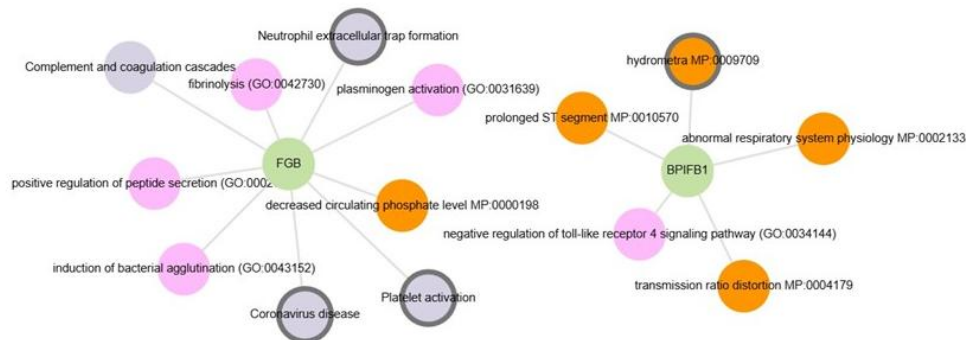 Neutrophil extracellular trap formation
Complement and coagulation cascades
fibrinolysis (GO:0042730)
plasminogen activation (GO:0031639)
FGB
positive regulation of peptide secretion (GO:0002
decreased circulating phosphate level MP:0000198
induction of bacterial agglutination (GO:0043152)
Platelet activation
Coronavirus disease
hydrometra MP:0009709
prolonged ST segment MP:0010570
abnormal respiratory system physiology MP:0002133
BPIFB1
negative regulation of toll-like receptor 4 signaling pathway (GO:0034144)
transmission ratio distortion MP:0004179